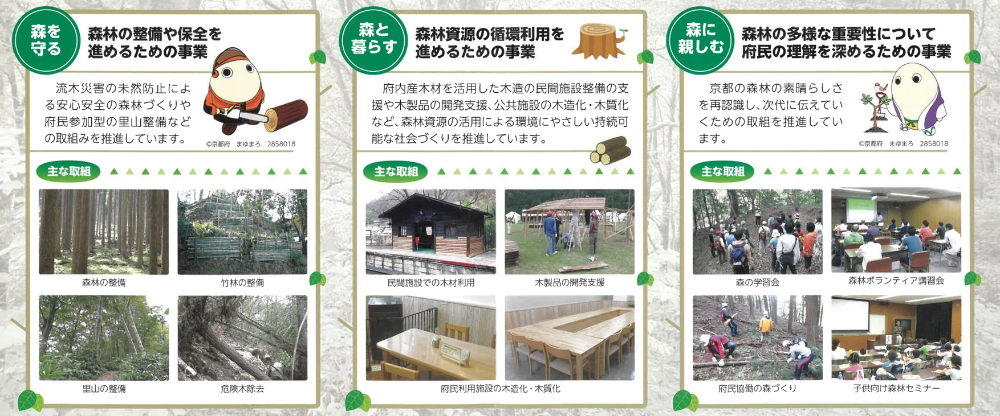 森を
守る
森林の整備や保全を
進めるための事業
流木災害の未然防止によ
る安心安全の森林づくりや
府民参加型の里山整備など
の取組みを推進しています。
©京都府　まゆまろ　2858018
主な取組
森林の整備
竹林の整備
里山の整備
危険木除去
森と
暮らす
森林資源の循環利用を
進めるための事業
府内産木材を活用した木造の民間施設整備の支
援や木製品の開発支援、公共施設の木造化・木質化
など、森林資源の活用による環境にやさしい持続可
能な社会づくりを推進しています。
主な取組
民間施設での木材利用
木製品の開発支援
府民利用施設の木造化・木質化
森に
親しむ
森林の多様な重要性について
府民の理解を深めるための事業
京都の森林の素晴らしさ
を再認識し、次代に伝えてい
くための取組を推進してい
ます。
©京都府　まゆまろ　2858018
主な取組
森の学習会
森林ボランティア講習会
府民協働の森づくり
子供向け森林セミナー